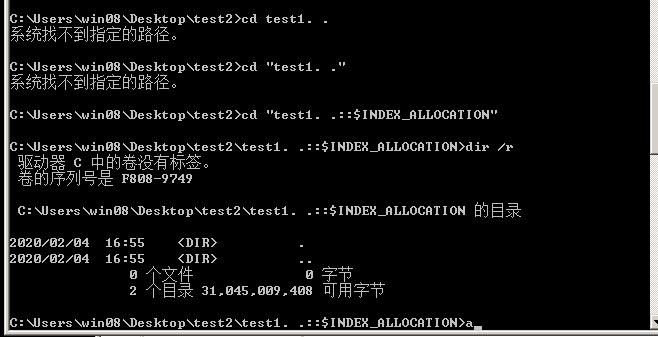 C:\Users\win08\Desktop\test2>cd test1. .
系统找不到指定的路径。
C:\Users\win08\Desktop\test2>cd "test1. ."
系统找不到指定的路径。
C:\Users\win08\Desktop\test2>cd "test1. .::$INDEX_ALLOCATION"
C:\Users\win08\Desktop\test2\test1. .::$INDEX_ALLOCATION>dir /r
驱动器 C 中的卷没有标签。
卷的序列号是 F808-9749
C:\Users\win08\Desktop\test2\test1. .::$INDEX_ALLOCATION 的目录
2020/02/04  16:55    <DIR>          .
2020/02/04  16:55    <DIR>          ..
0 个文件              0 字节
2 个目录 31,045,009,408 可用字节
C:\Users\win08\Desktop\test2\test1. .::$INDEX_ALLOCATION>a_